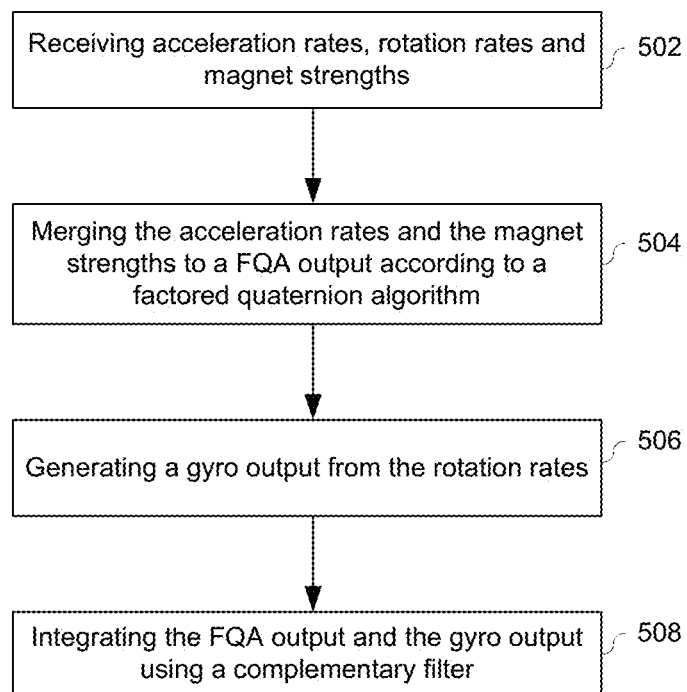 Receiving acceleration rates, rotation rates and
magnet strengths
502
Merging the acceleration rates and the magnet
strengths to a FQA output according to a
factored quaternion algorithm
504
Generating a gyro output from the rotation rates
506
Integrating the FQA output and the gyro output
using a complementary filter
508